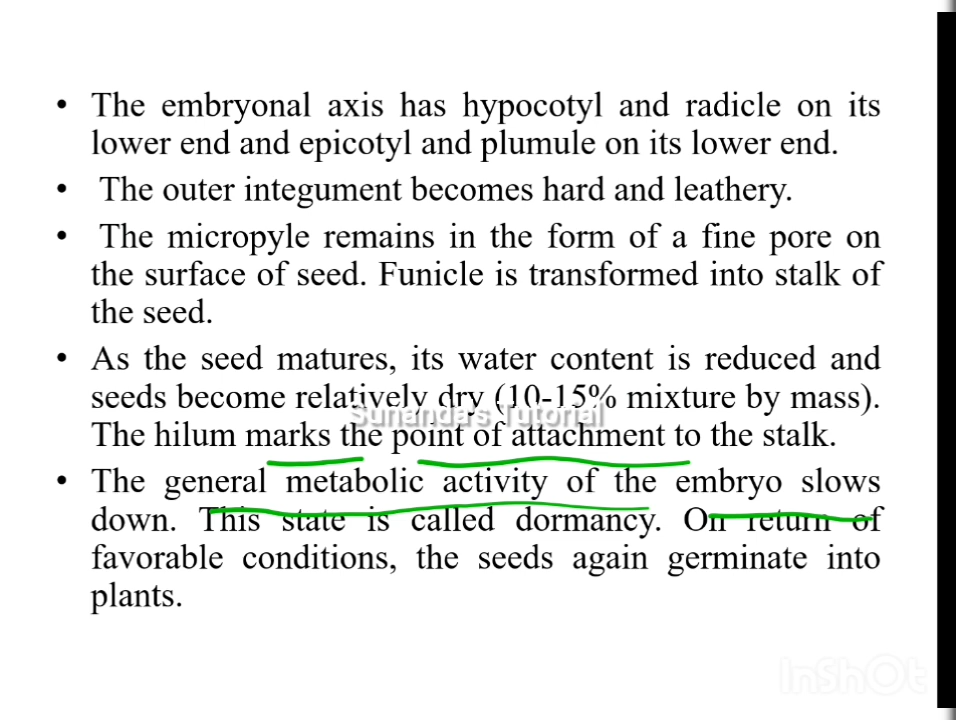 • The embryonal axis has hypocotyl and radicle on its
lower end and epicotyl and plumule on its lower end.
• The outer integument becomes hard and leathery.
• The micropyle remains in the form of a fine pore on
the surface of seed. Funicle is transformed into stalk of
the seed.
• As the seed matures, its water content is reduced and
seeds become relatively dry (10-15% mixture by mass).
Sunanda's Tutorial
The hilum marks the point of attachment to the stalk.
• The general metabolic activity of the embryo slows
down. This state is called dormancy. On return of
favorable conditions, the seeds again germinate into
plants.
InShOt